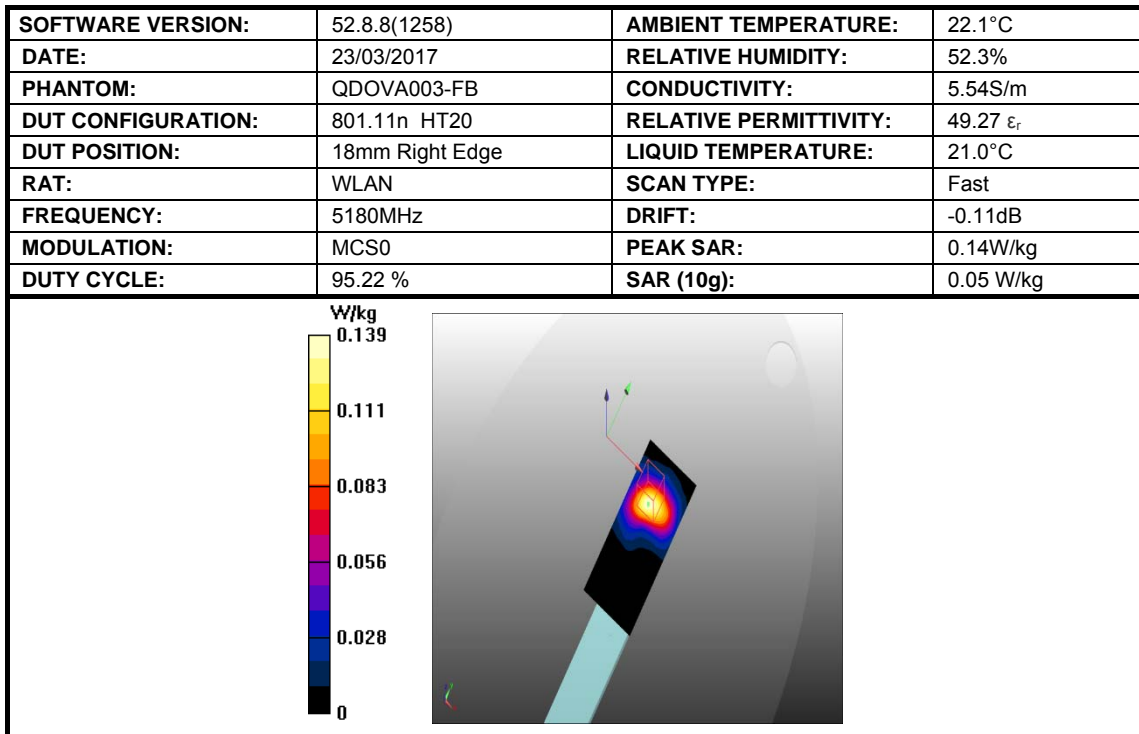 SOFTWARE VERSION: 52.8.8(1258) AMBIENT TEMPERATURE: 22.1°C
DATE: 23/03/2017 RELATIVE HUMIDITY: 52.3%
PHANTOM: QDOVA003-FB CONDUCTIVITY: 5.54S/m
DUT CONFIGURATION: 801.11n HT20 RELATIVE PERMITTIVITY: 49.27 εr
DUT POSITION: 18mm Right Edge LIQUID TEMPERATURE: 21.0°C
RAT: WLAN SCAN TYPE: Fast
FREQUENCY: 5180MHz DRIFT: -0.11dB
MODULATION: MCS0 PEAK SAR: 0.14W/kg
DUTY CYCLE: 95.22 % SAR (10g): 0.05 W/kg
W/kg
0.139
0.111
0.083
0.056
0.028
0